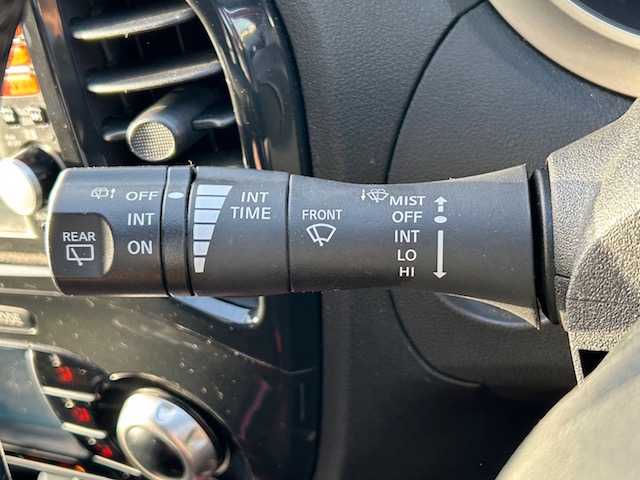 OFF
INT
ON
REAR
INT
TIME
FRONT
MIST
OFF
INT
LO
HI